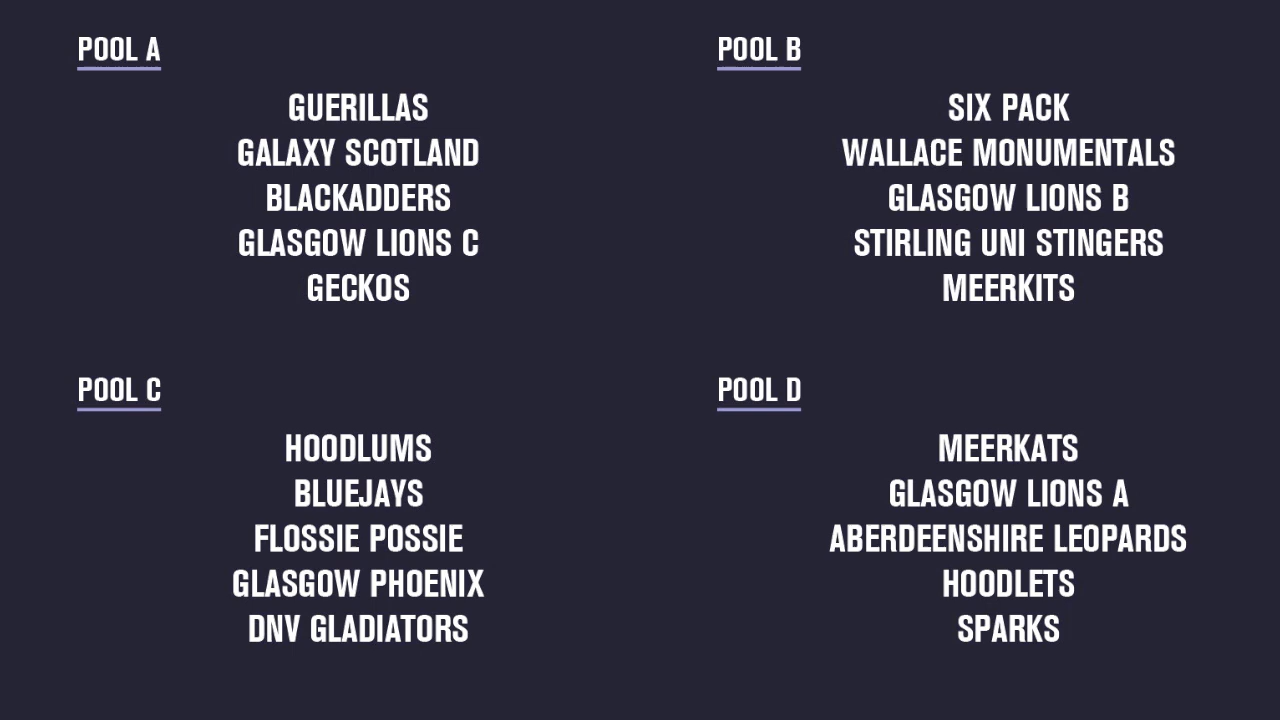 POOL A
GUERILLAS
GALAXY SCOTLAND
BLACKADDERS
GLASGOW LIONS C
GECKOS
POOL B
SIX PACK
WALLACE MONUMENTALS
GLASGOW LIONS B
STIRLING UNI STINGERS
MEERKITS
POOL C
HOODLUMS
BLUEJAYS
FLOSSIE POSSIE
GLASGOW PHOENIX
DNV GLADIATORS
POOL D
MEERKATS
GLASGOW LIONS A
ABERDEENSHIRE LEOPARDS
HOODLETS
SPARKS